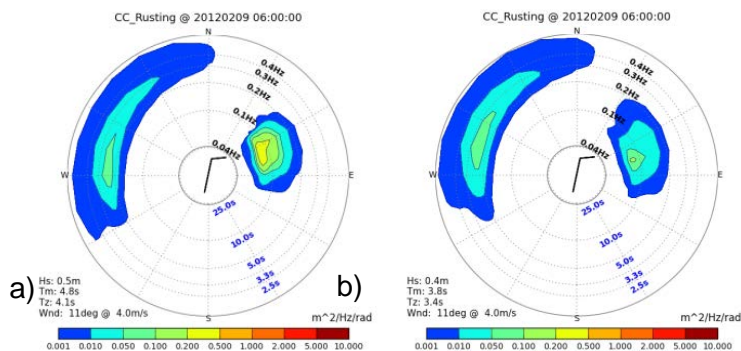 CC_Rusting @ 20120209 06:00:00
N
0.4Hz
0.3Hz
0.2Hz
0.1Hz
0.04Hz
W
E
25.0s
10.0s
5.0s
3.3s
2.5s
S
a)
Hs: 0.5m
Tm: 4.8s
Tz: 4.1s
Wnd: 11deg @ 4.0m/s
m^2/Hz/rad
0.001 0.010 0.050 0.100 0.200 0.500 1.000 2.000 5.000 10.000
CC_Rusting @ 20120209 06:00:00
N
0.4Hz
0.3Hz
0.2Hz
0.1Hz
0.04Hz
W
E
25.0s
10.0s
5.0s
3.3s
2.5s
S
b)
Hs: 0.4m
Tm: 3.8s
Tz: 3.4s
Wnd: 11deg @ 4.0m/s
m^2/Hz/rad
0.001 0.010 0.050 0.100 0.200 0.500 1.000 2.000 5.000 10.000